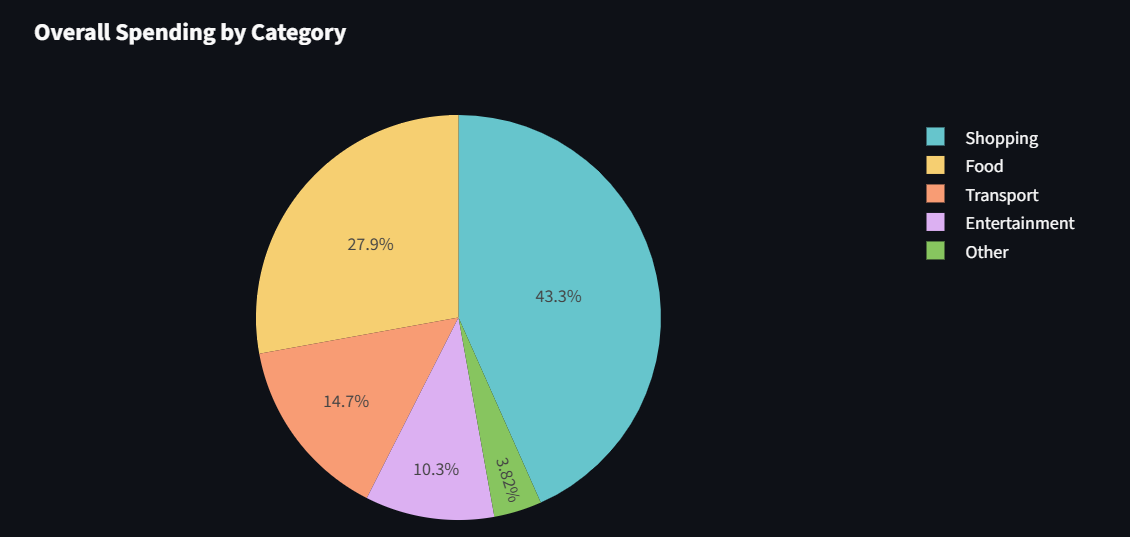 Overall Spending by Category
Shopping
Food
Transport
Entertainment
Other
27.9%
43.3%
14.7%
10.3%
3.82%